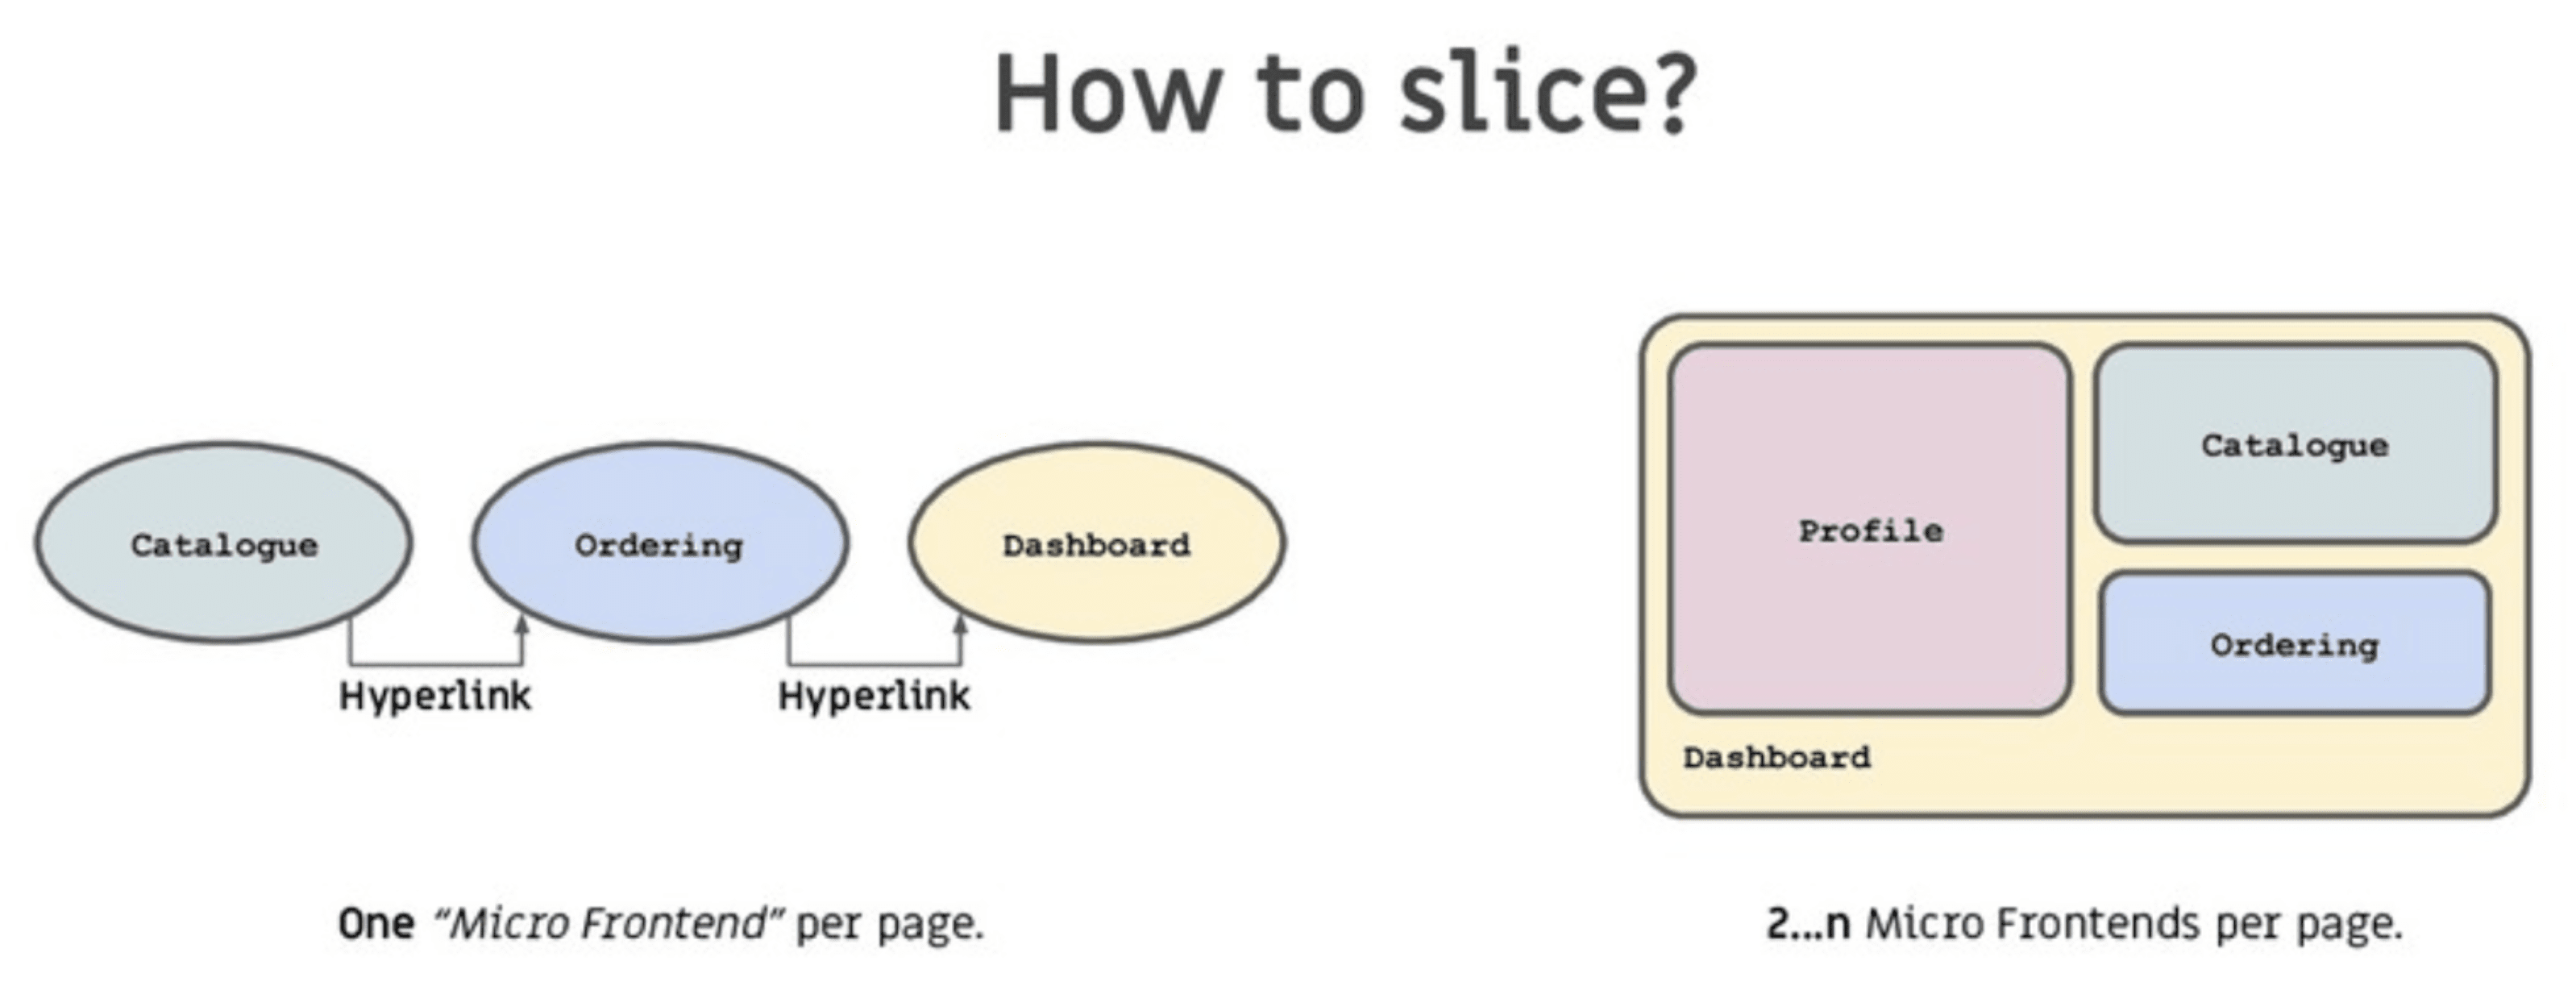 How to slice?
Catalogue
Ordering
Dashboard
Hyperlink
Hyperlink
One "Micro Frontend" per page.
Profile
Catalogue
Ordering
Dashboard
2...n Micro Frontends per page.